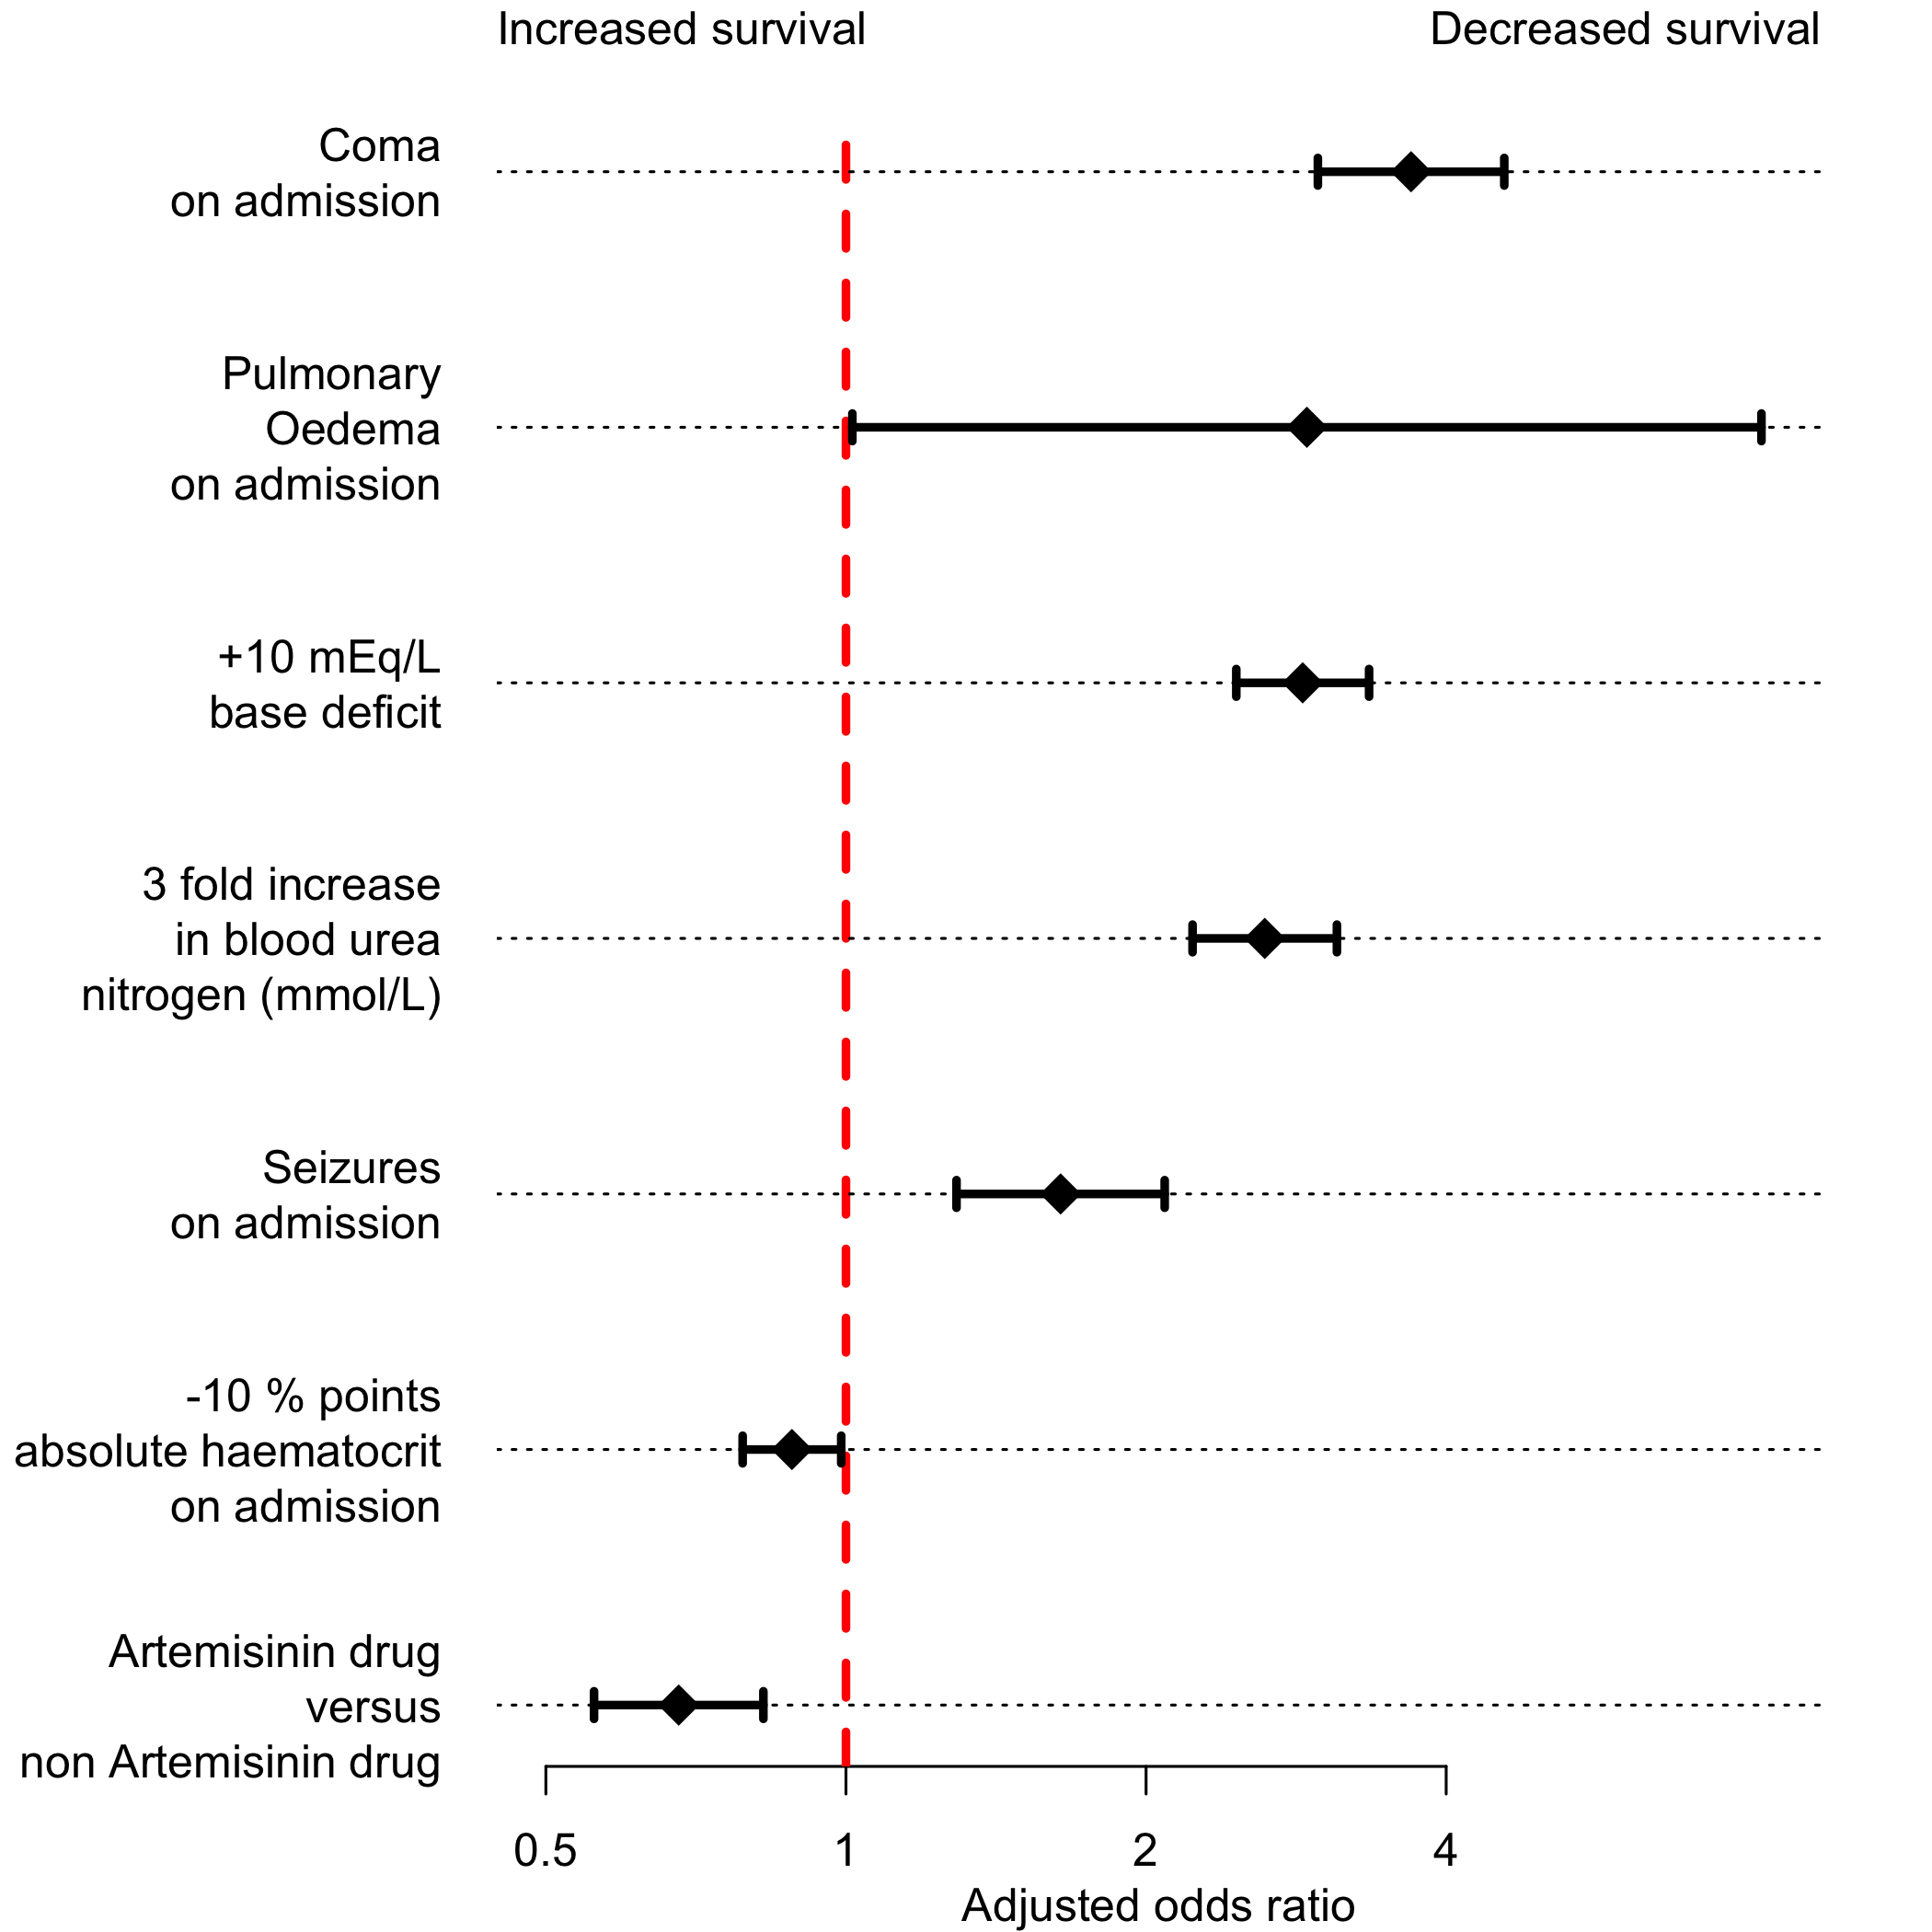 Increased survival
Decreased survival
Coma
on admission
Pulmonary
Oedema
on admission
+10 mEq/L
base deficit
3 fold increase
in blood urea
nitrogen (mmol/L)
Seizures
on admission
-10 % points
absolute haematocrit
on admission
Artemisinin drug
versus
non Artemisinin drug
0.5
1
2
4
Adjusted odds ratio